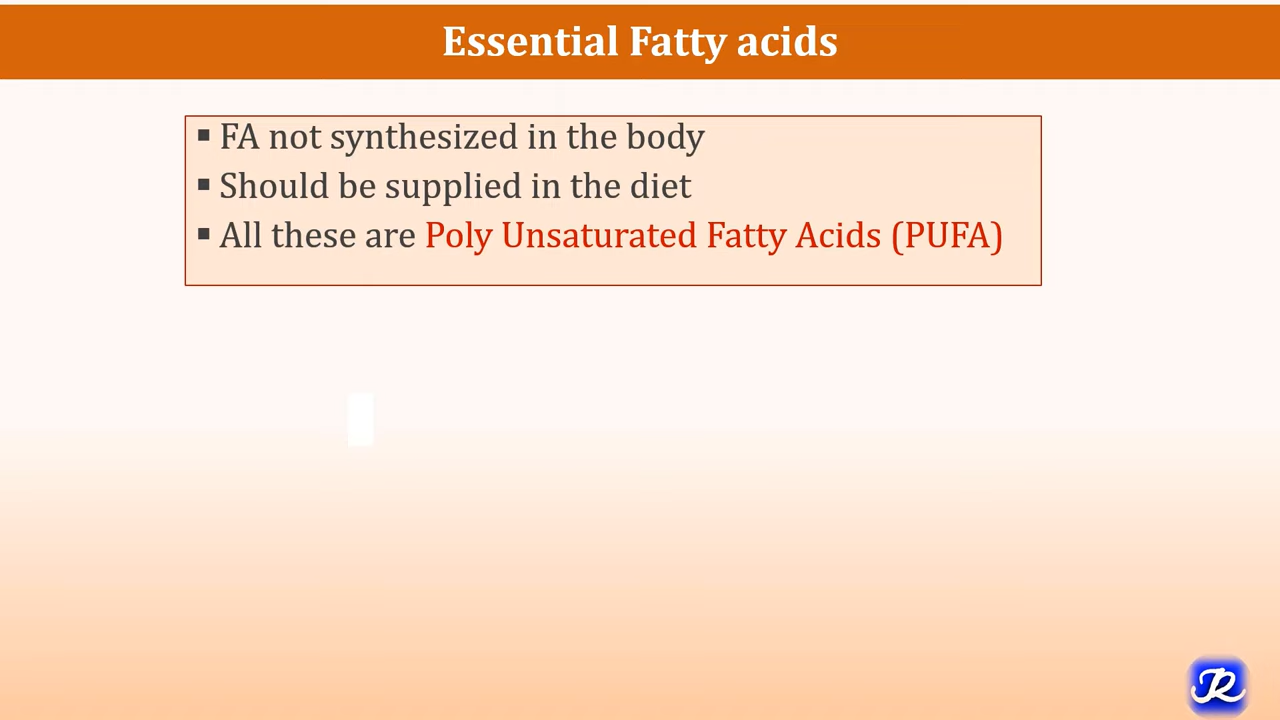 Essential Fatty acids
▪ FA not synthesized in the body
▪ Should be supplied in the diet
▪ All these are Poly Unsaturated Fatty Acids (PUFA)
JR